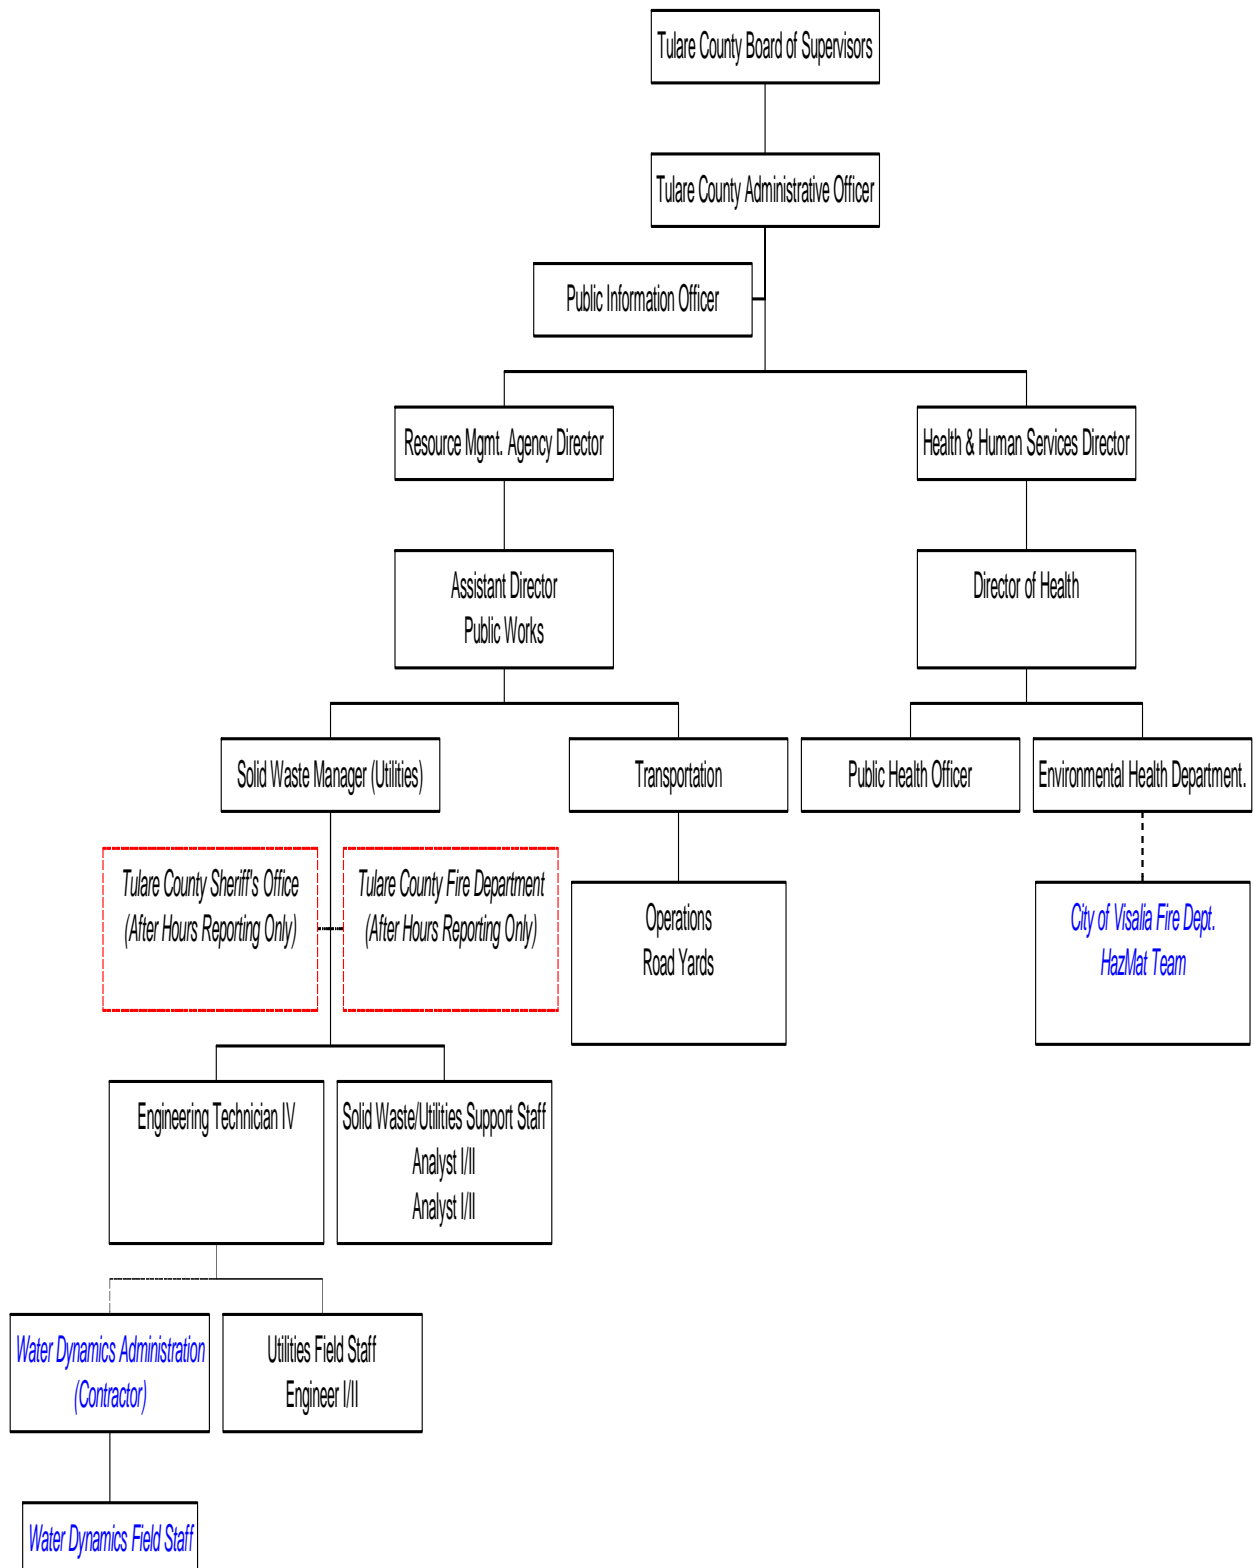 Tulare County Board of Supervisors
Tulare County Administrative Officer
Public Information Officer
Resource Mgmt. Agency Director
Health & Human Services Director
Assistant Director
Public Works
Director of Health
Solid Waste Manager (Utilities)
Transportation
Public Health Officer
Environmental Health Department.
Tulare County Sheriff's Office
(After Hours Reporting Only)
Tulare County Fire Department
(After Hours Reporting Only)
Operations
Road Yards
City of Visalia Fire Dept.
HazMat Team
Engineering Technician IV
Solid Waste/Utilities Support Staff
Analyst I/II
Analyst I/II
Water Dynamics Administration
(Contractor)
Utilities Field Staff
Engineer I/II
Water Dynamics Field Staff